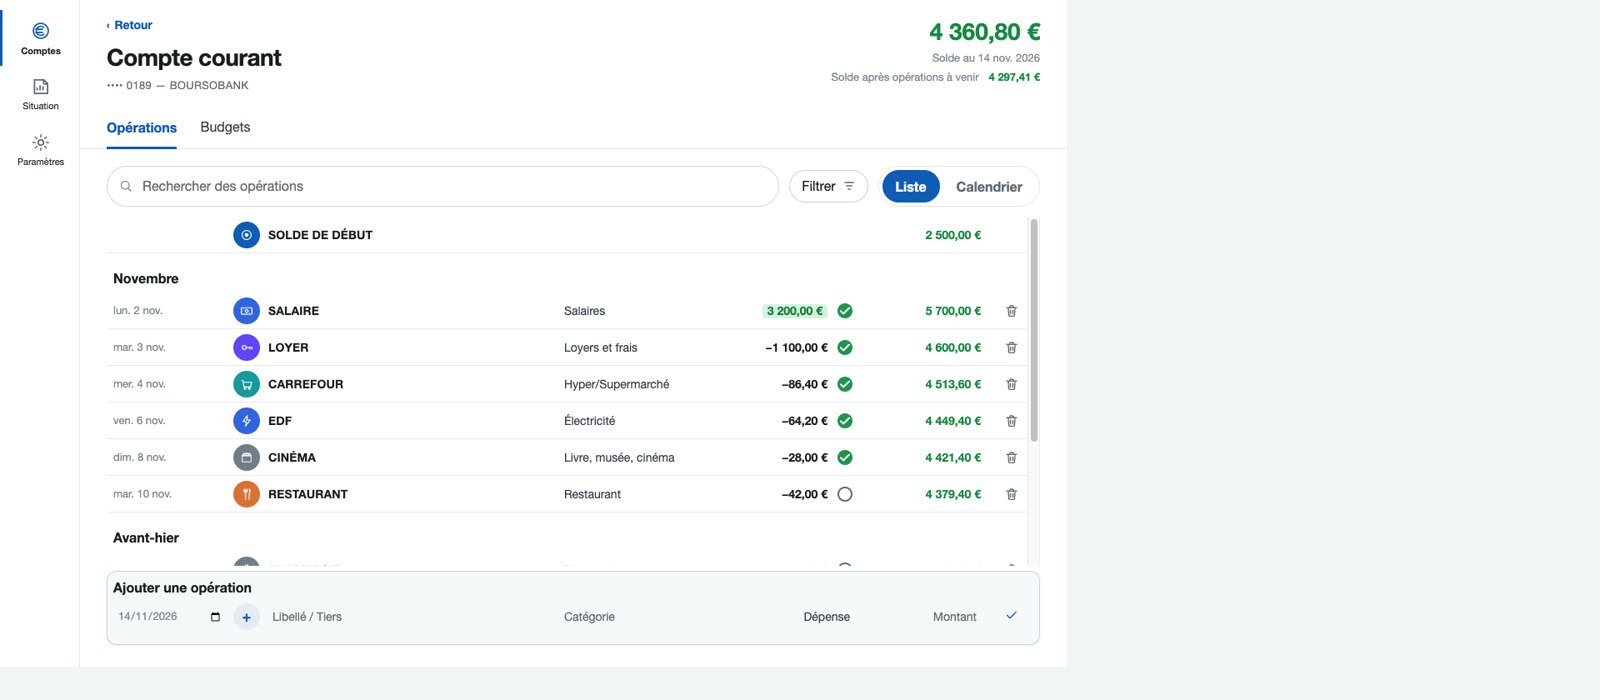 Comptes
Situation
Paramètres
‹ Retour
Compte courant
•••• 0189 — BOURSOBANK
4 360,80 €
Solde au 14 nov. 2026
Solde après opérations à venir 4 297,41 €
Opérations Budgets
Rechercher des opérations Filtrer Liste Calendrier
SOLDE DE DÉBUT 2 500,00 €
Novembre
lun. 2 nov. SALAIRE Salaires 3 200,00 € 5 700,00 €
mar. 3 nov. LOYER Loyers et frais −1 100,00 € 4 600,00 €
mer. 4 nov. CARREFOUR Hyper/Supermarché −86,40 € 4 513,60 €
ven. 6 nov. EDF Électricité −64,20 € 4 449,40 €
dim. 8 nov. CINÉMA Livre, musée, cinéma −28,00 € 4 421,40 €
mar. 10 nov. RESTAURANT Restaurant −42,00 € 4 379,40 €
Avant-hier
Ajouter une opération
14/11/2026 + Libellé / Tiers Catégorie Dépense Montant